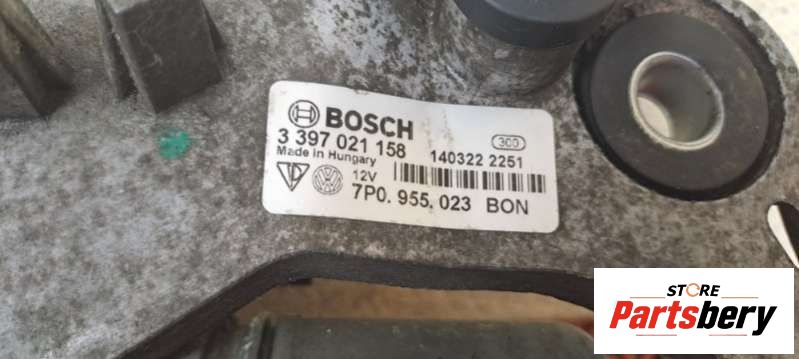 BOSCH
3 397 021 158
300
Made in Hungary
140322 2251
12V
7P0. 955. 023 BON
STORE
Partsbery